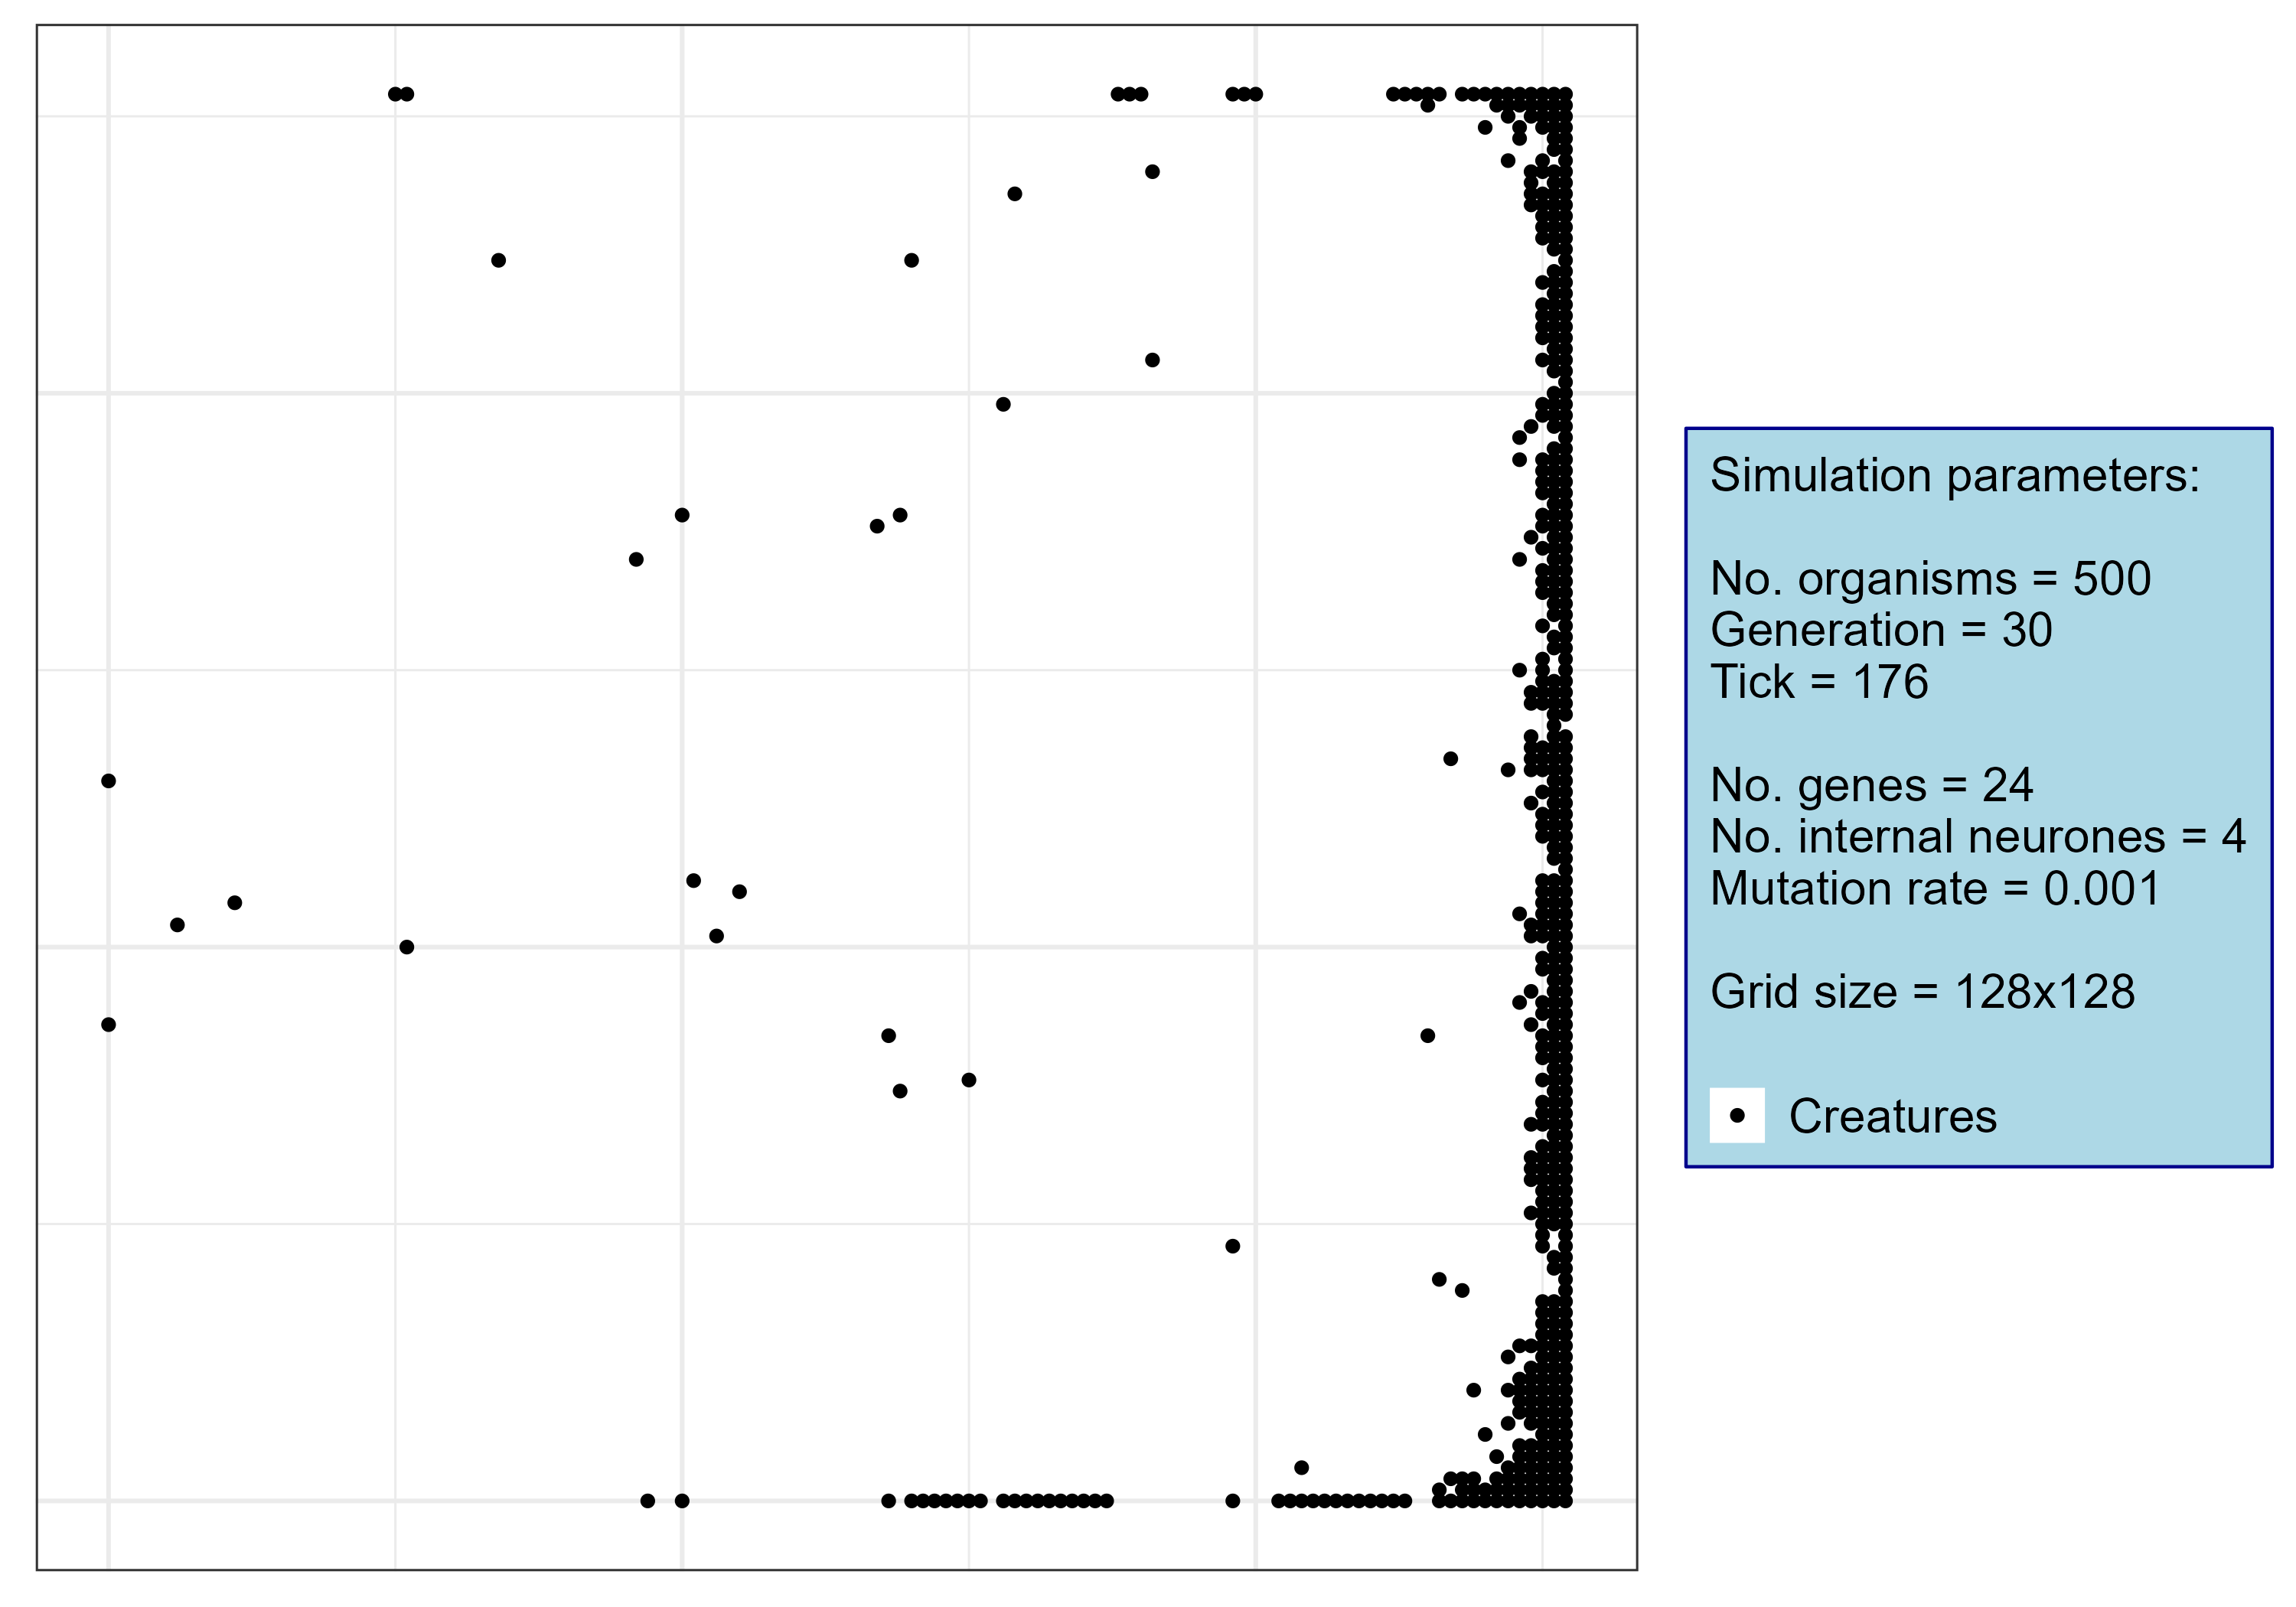 Simulation parameters:
No. organisms = 500
Generation = 30
Tick = 176
No. genes = 24
No. internal neurones = 4
Mutation rate = 0.001
Grid size = 128x128
Creatures